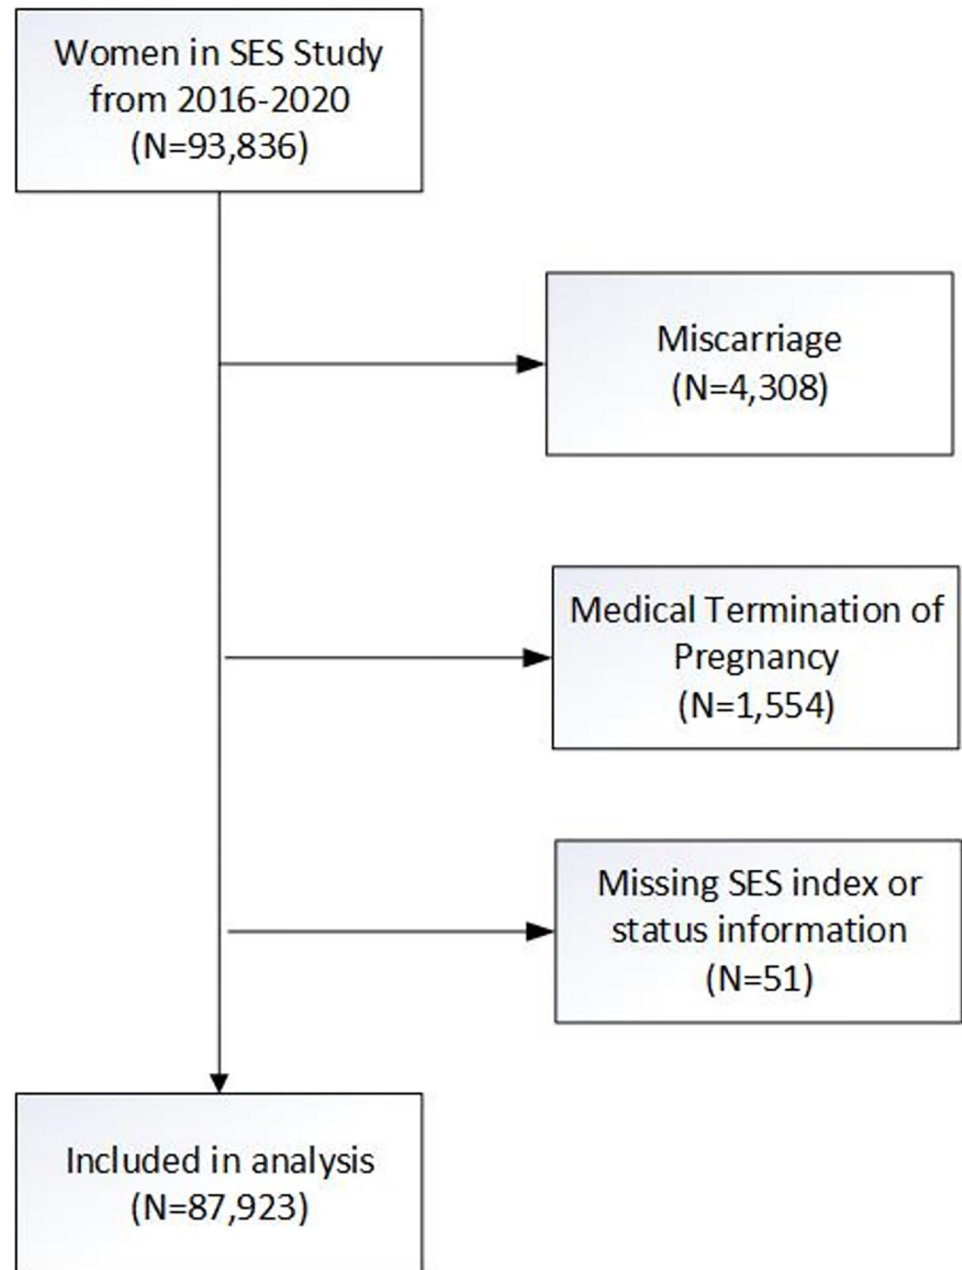 Women in SES Study
from 2016-2020
(N=93,836)
Miscarriage
(N=4,308)
Medical Termination of
Pregnancy
(N=1,554)
Missing SES index or
status information
(N=51)
Included in analysis
(N=87,923)